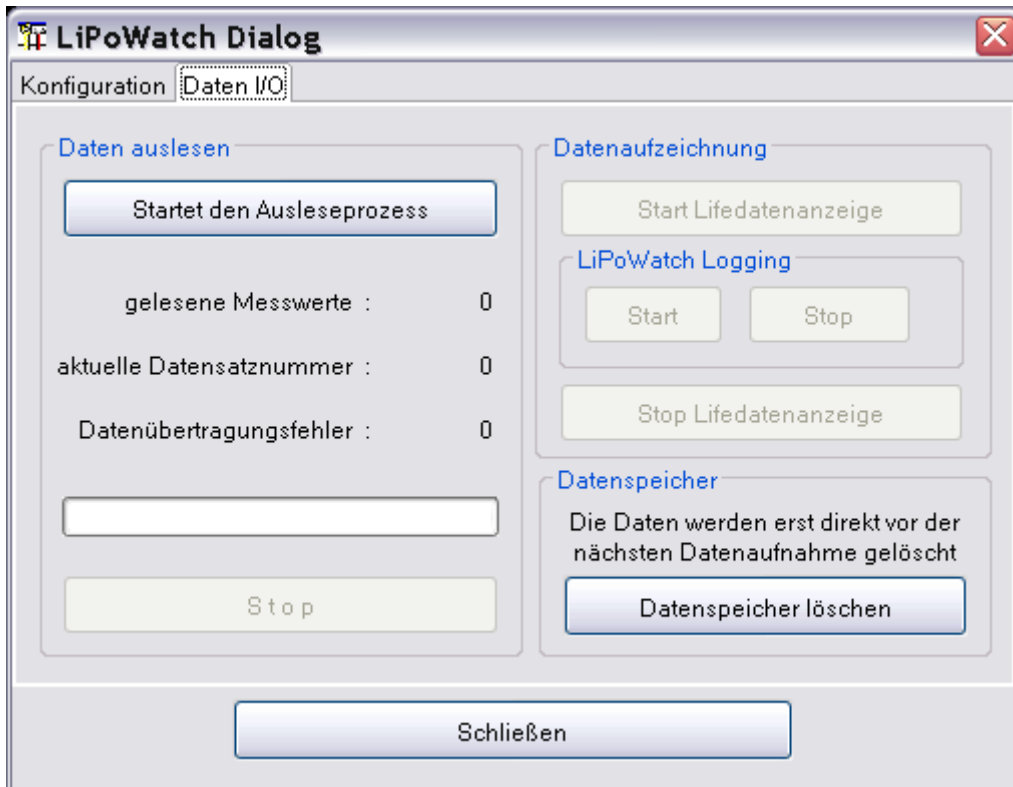 LiPoWatch Dialog
Konfiguration
Daten I/O
Daten auslesen
Startet den Ausleseprozess
gelesene Messwerte : 0
aktuelle Datensatznummer : 0
Datenübertragungsfehler : 0
S t o p
Datenaufzeichnung
Start Lifedatenanzeige
LiPoWatch Logging
Start
Stop
Stop Lifedatenanzeige
Datenspeicher
Die Daten werden erst direkt vor der
nächsten Datenaufnahme gelöscht
Datenspeicher löschen
Schließen